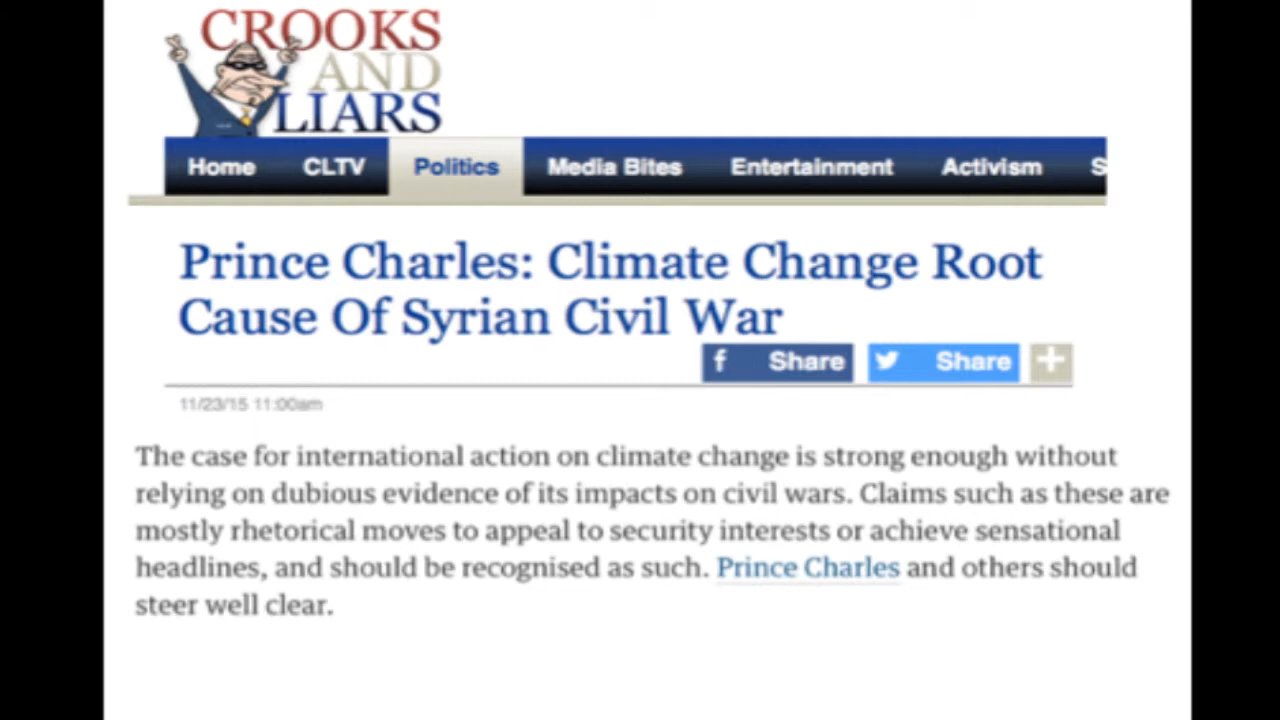 CROOKS
AND
LIARS
Home CLTV Politics Media Bites Entertainment Activism S
Prince Charles: Climate Change Root
Cause Of Syrian Civil War
f Share Share +
11/23/15 11:00am
The case for international action on climate change is strong enough without
relying on dubious evidence of its impacts on civil wars. Claims such as these are
mostly rhetorical moves to appeal to security interests or achieve sensational
headlines, and should be recognised as such. Prince Charles and others should
steer well clear.